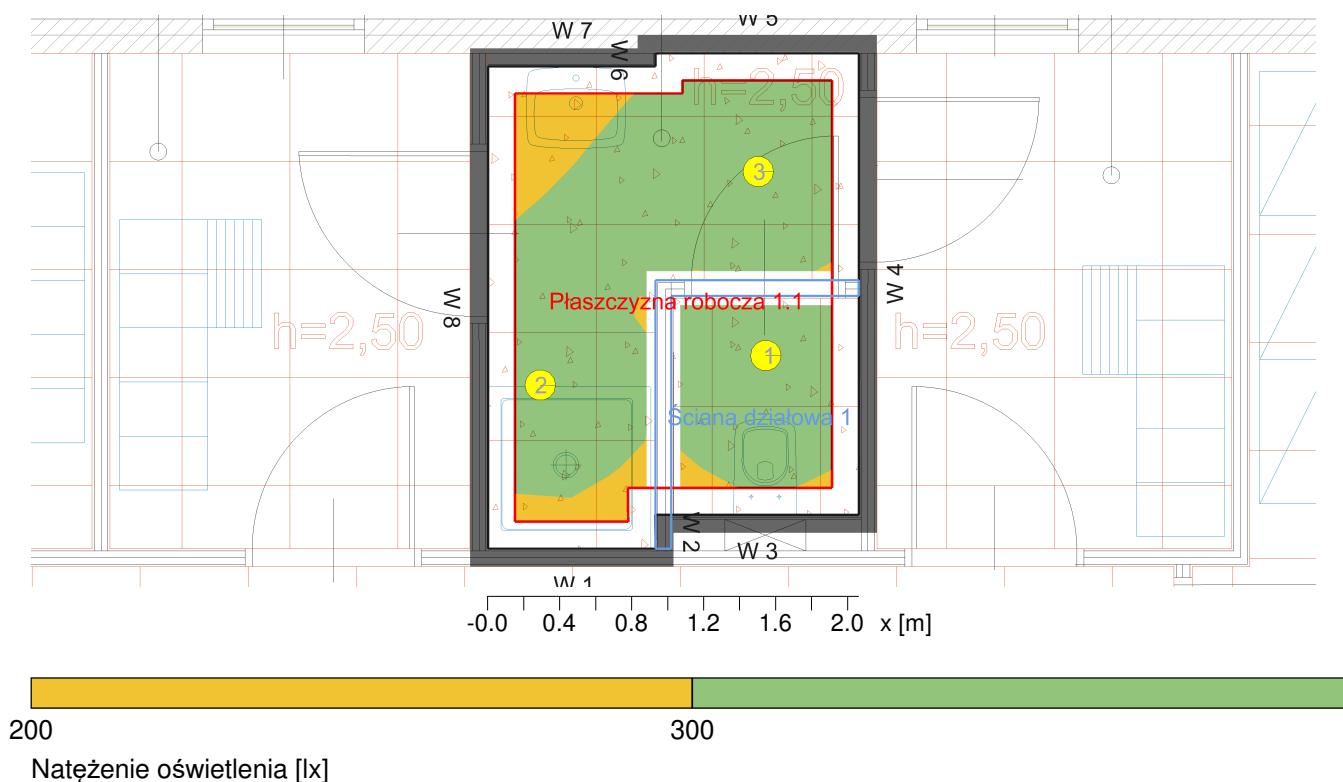 W 5
W 7
W 6
h=2,50
3
W 4
Płaszczyzna robocza 1.1
W 8
h=2,50
h=2,50
1
2
Ściana działowa 1
W 2
W 3
W 1
-0.0 0.4 0.8 1.2 1.6 2.0 x [m]
200 300
Natężenie oświetlenia [lx]